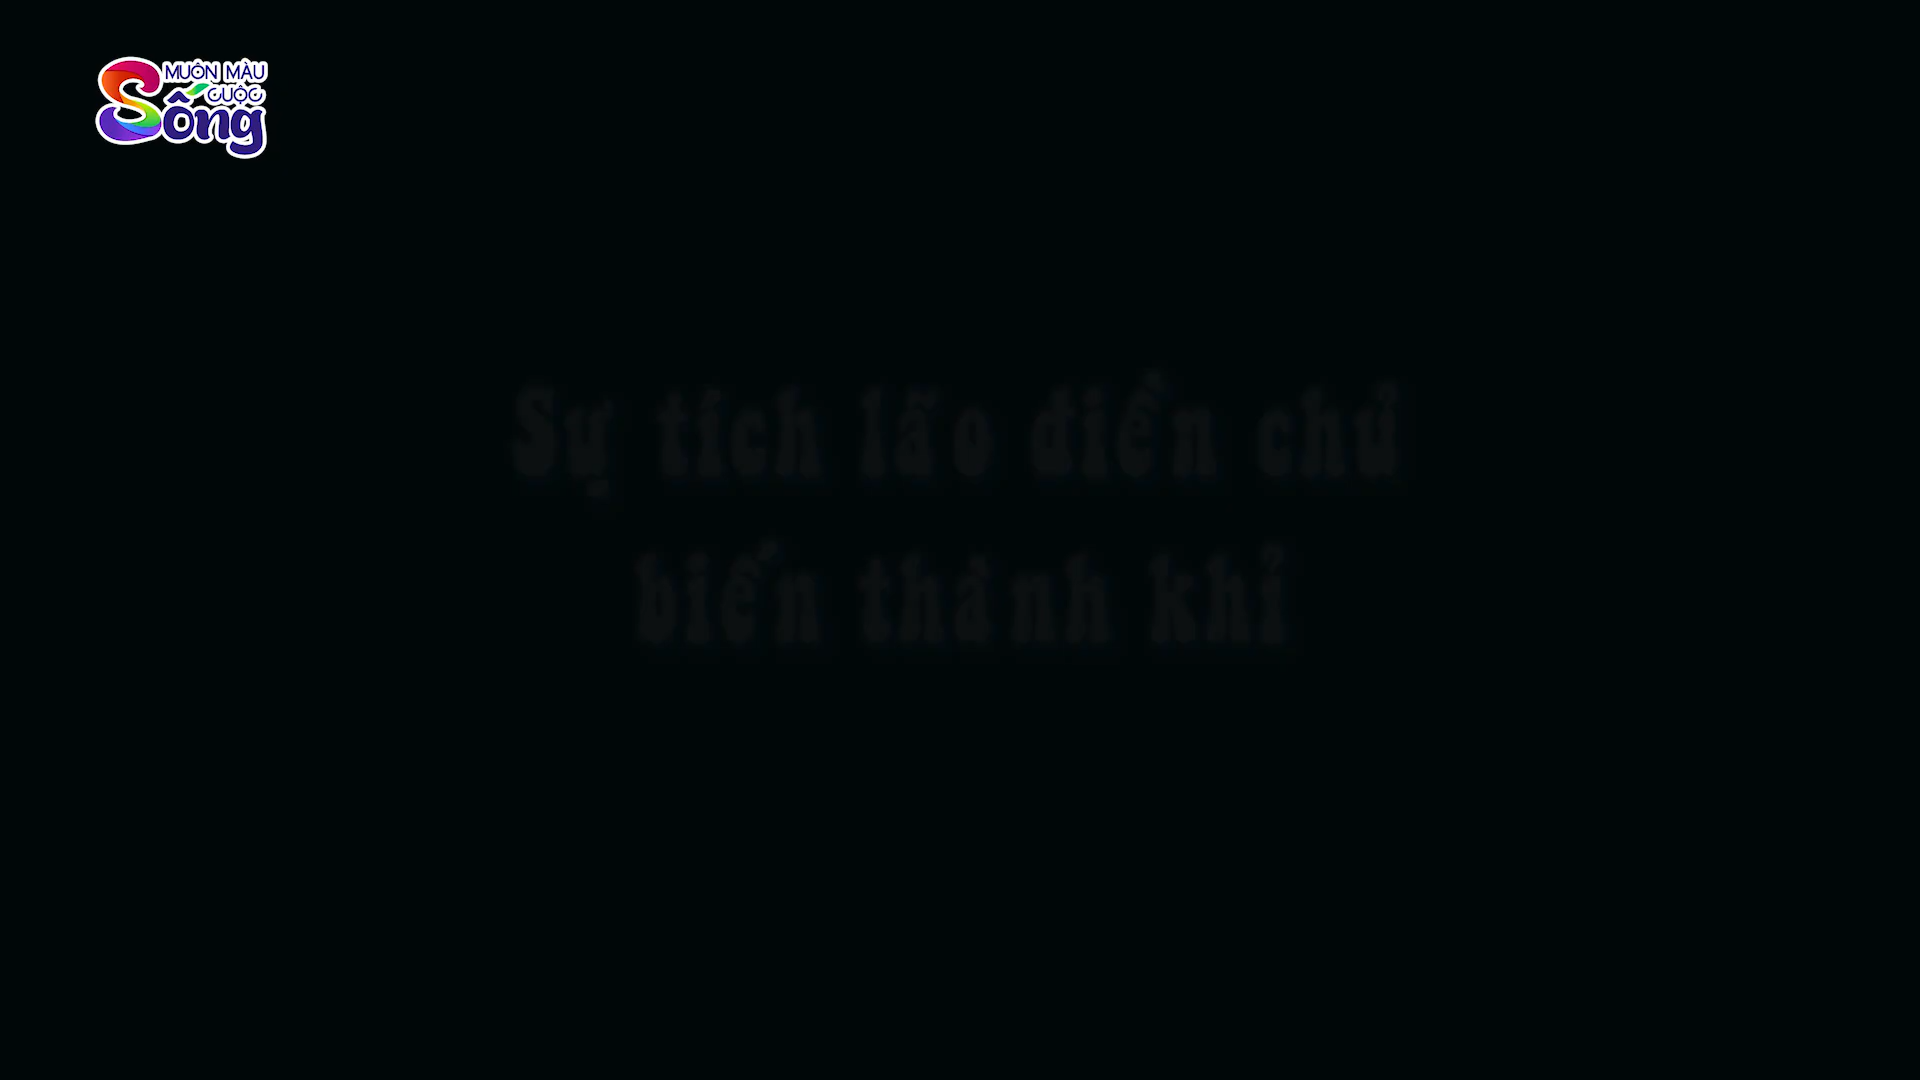 MUÔN MÀU
CUỘC
Sống
Sự tích lão điền chủ
biến thành khỉ